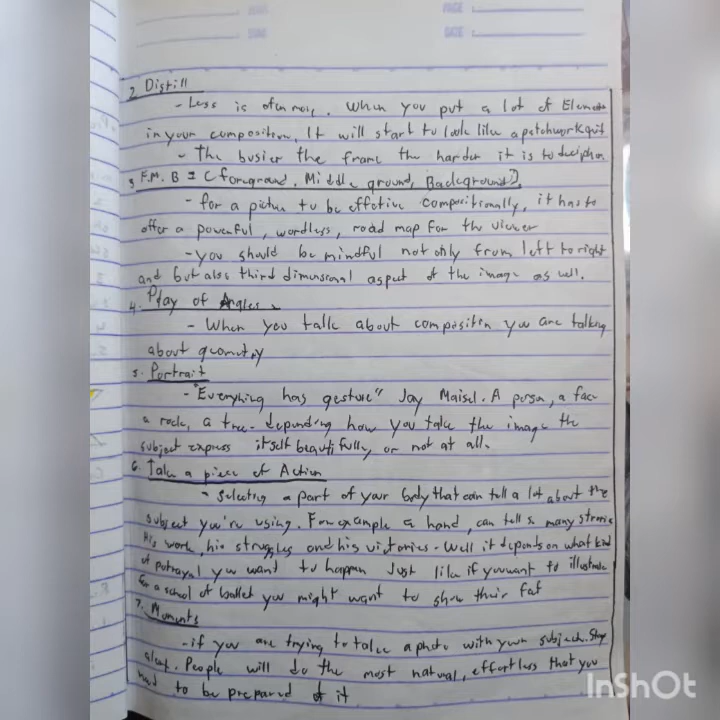 PAGE :
DATE :
2. Distill
- Less is often more. When you put a lot of Elements
in your composition, It will start to look like a patchwork quit
- The busier the frame the harder it is to decipher
3. F.M. B = (foreground, Middle ground, Background),
- for a picture to be effective compositionally, it has to
offer a powerful, wordless, road map for the viewer
- you should be mindful not only from left to right
and but also third dimensional aspect of the image as well.
4. Play of Angles
- When you talk about composition you are talking
about geometry
5. Portrait
- "Everything has gesture" Jay Maisel. A person, a face
a rock, a tree- depending how you take the image the
subject express itself beautifully or not at all.
6. Take a piece of Action
- Selecting a part of your body that can tell a lot about the
subject you're using. For example a hand, can tell so many stories
His work, his struggles and his victories. Well it depends on what kind
of potrayal you want to happen Just like if you want to illustrate
for a school of ballet you might want to show their fat
7. Moments
- if you are trying to take a photo with your subject. Stay
alert. People will do the most natural, effortless that you
need to be prepared of it
InShOt